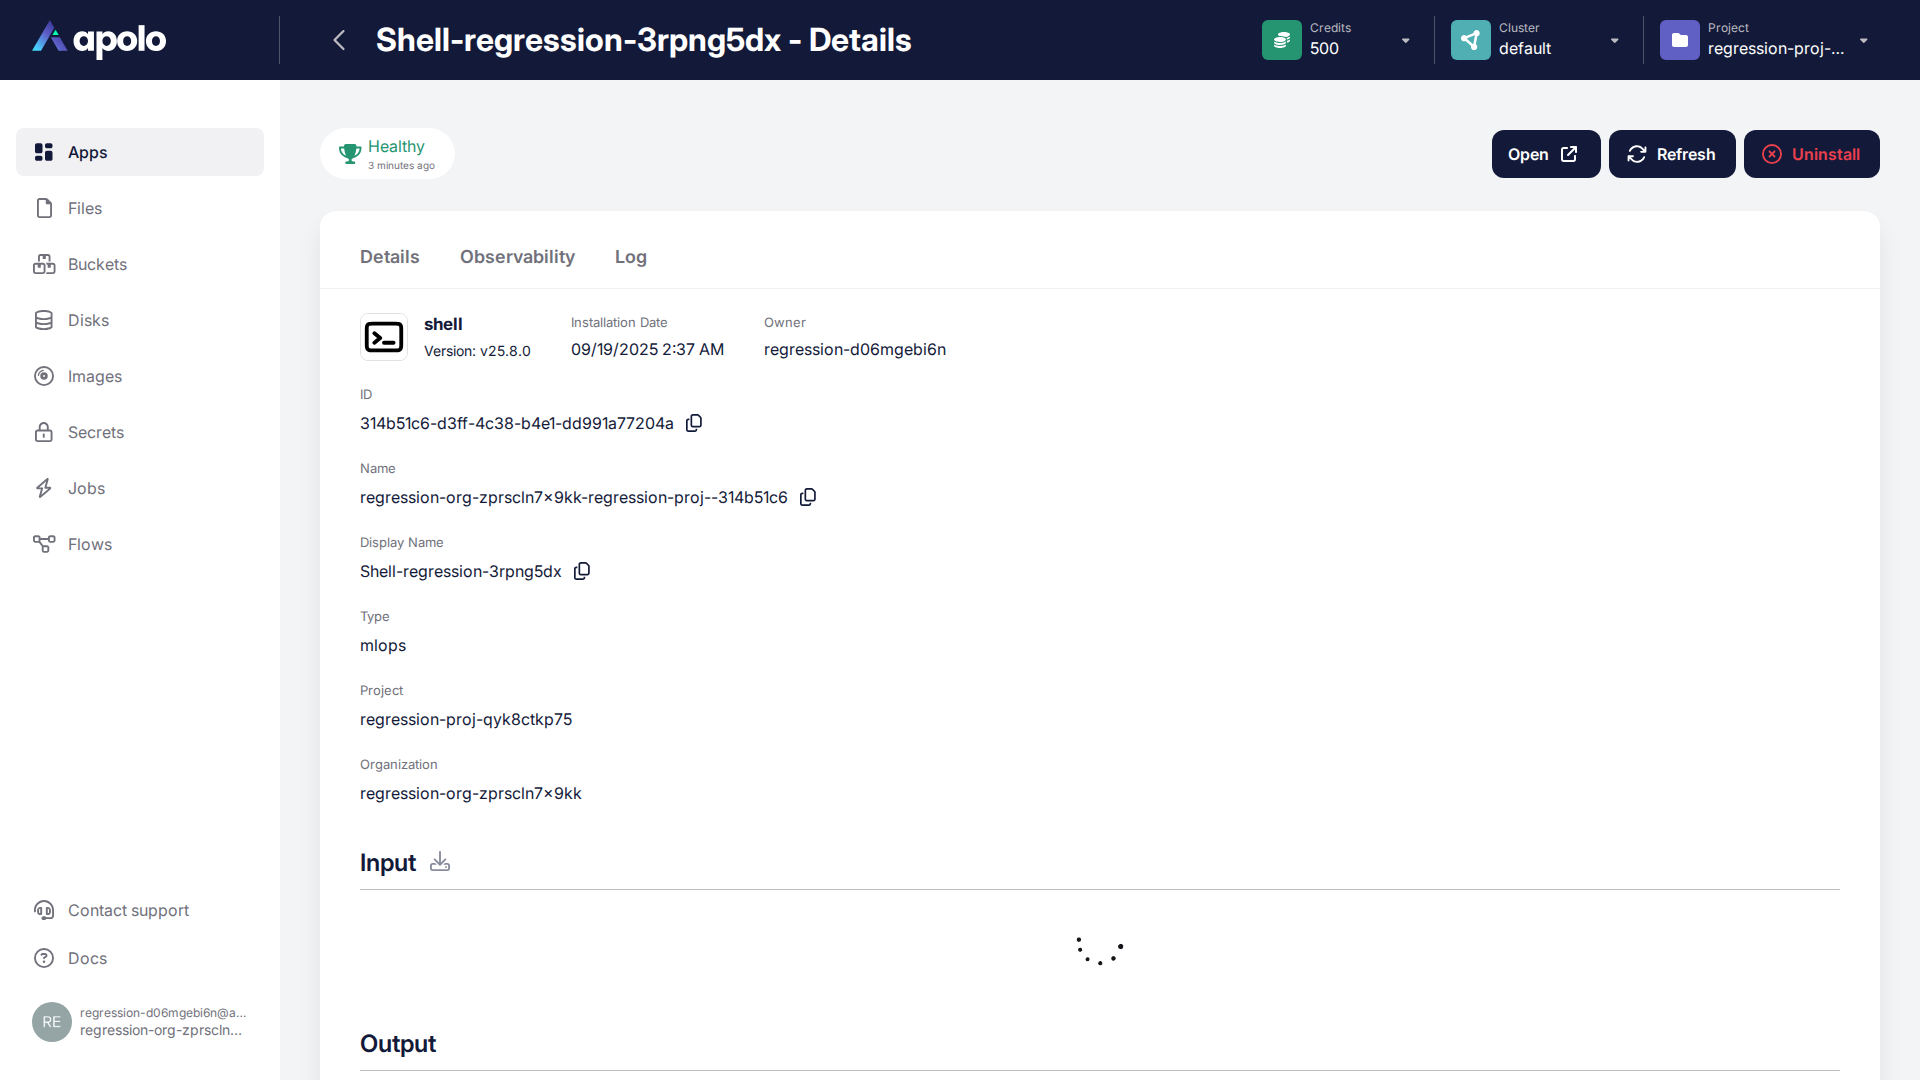 apolo
Shell-regression-3rpng5dx - Details
Credits
500
Cluster
default
Project
regression-proj-...
Apps
Files
Buckets
Disks
Images
Secrets
Jobs
Flows
Contact support
Docs
RE
regression-d06mgebi6n@a...
regression-org-zprscln...
Healthy
3 minutes ago
Open
Refresh
Uninstall
Details
Observability
Log
shell
Version: v25.8.0
Installation Date
09/19/2025 2:37 AM
Owner
regression-d06mgebi6n
ID
314b51c6-d3ff-4c38-b4e1-dd991a77204a
Name
regression-org-zprscln7x9kk-regression-proj--314b51c6
Display Name
Shell-regression-3rpng5dx
Type
mlops
Project
regression-proj-qyk8ctkp75
Organization
regression-org-zprscln7x9kk
Input
Output